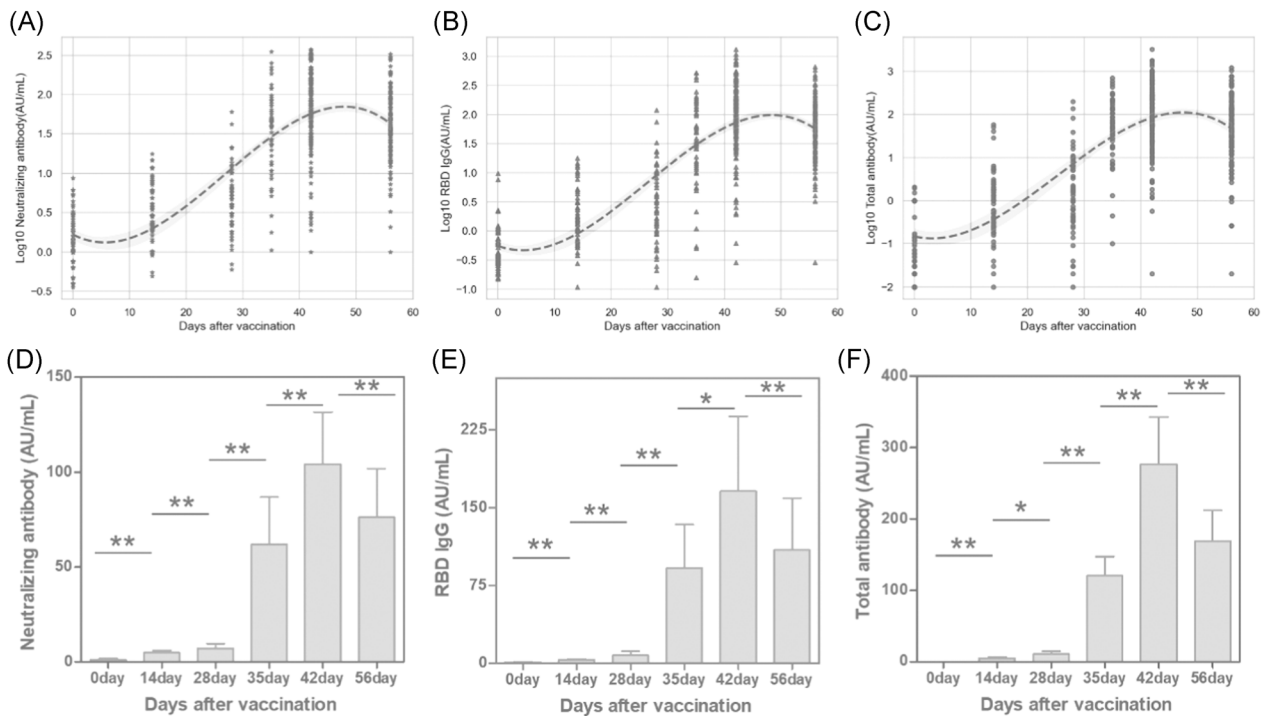 (A)
Log10 Neutralizing antibody(AU/mL)
2.5
2.0
1.5
1.0
0.5
0.0
−0.5
0 10 20 30 40 50 60
Days after vaccination
(B)
Log10 RBD IgG(AU/mL)
3.0
2.5
2.0
1.5
1.0
0.5
0.0
−0.5
−1.0
0 10 20 30 40 50 60
Days after vaccination
(C)
Log10 Total antibody(AU/mL)
3
2
1
0
−1
−2
0 10 20 30 40 50 60
Days after vaccination
(D)
Neutralizing antibody (AU/mL)
150
100
50
0
** ** ** ** **
0day 14day 28day 35day 42day 56day
Days after vaccination
(E)
RBD IgG (AU/mL)
225
150
75
0
** ** ** * **
0day 14day 28day 35day 42day 56day
Days after vaccination
(F)
Total antibody (AU/mL)
400
300
200
100
0
** * ** ** **
0day 14day 28day 35day 42day 56day
Days after vaccination